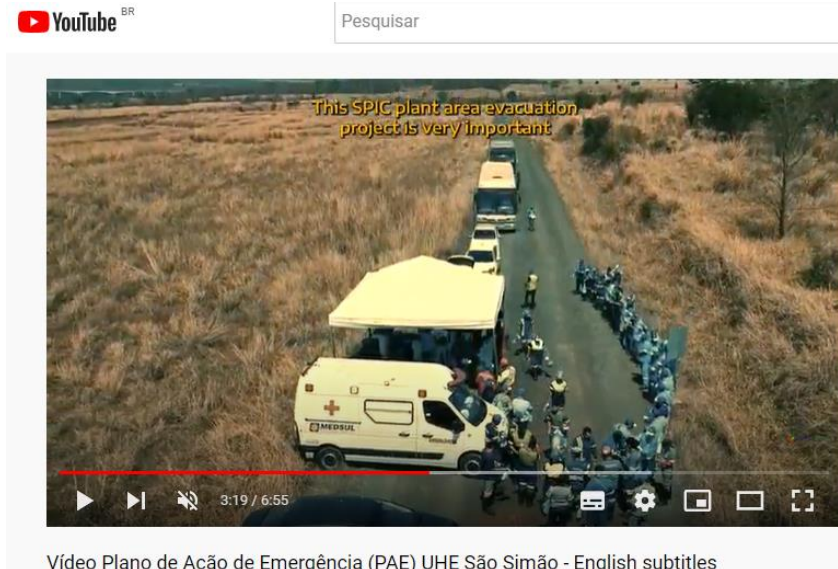 YouTube BR
Pesquisar
This SPIC plant area evacuation
project is very important
MEDSUL
3:19 / 6:55
Vídeo Plano de Ação de Emergência (PAE) UHE São Simão - English subtitles